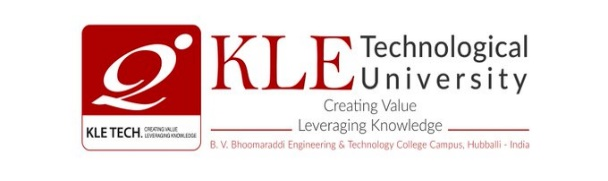 KLE TECH. CREATING VALUE
LEVERAGING KNOWLEDGE
KLE Technological
University
Creating Value
Leveraging Knowledge
B. V. Bhoomaraddi Engineering & Technology College Campus, Hubballi - India